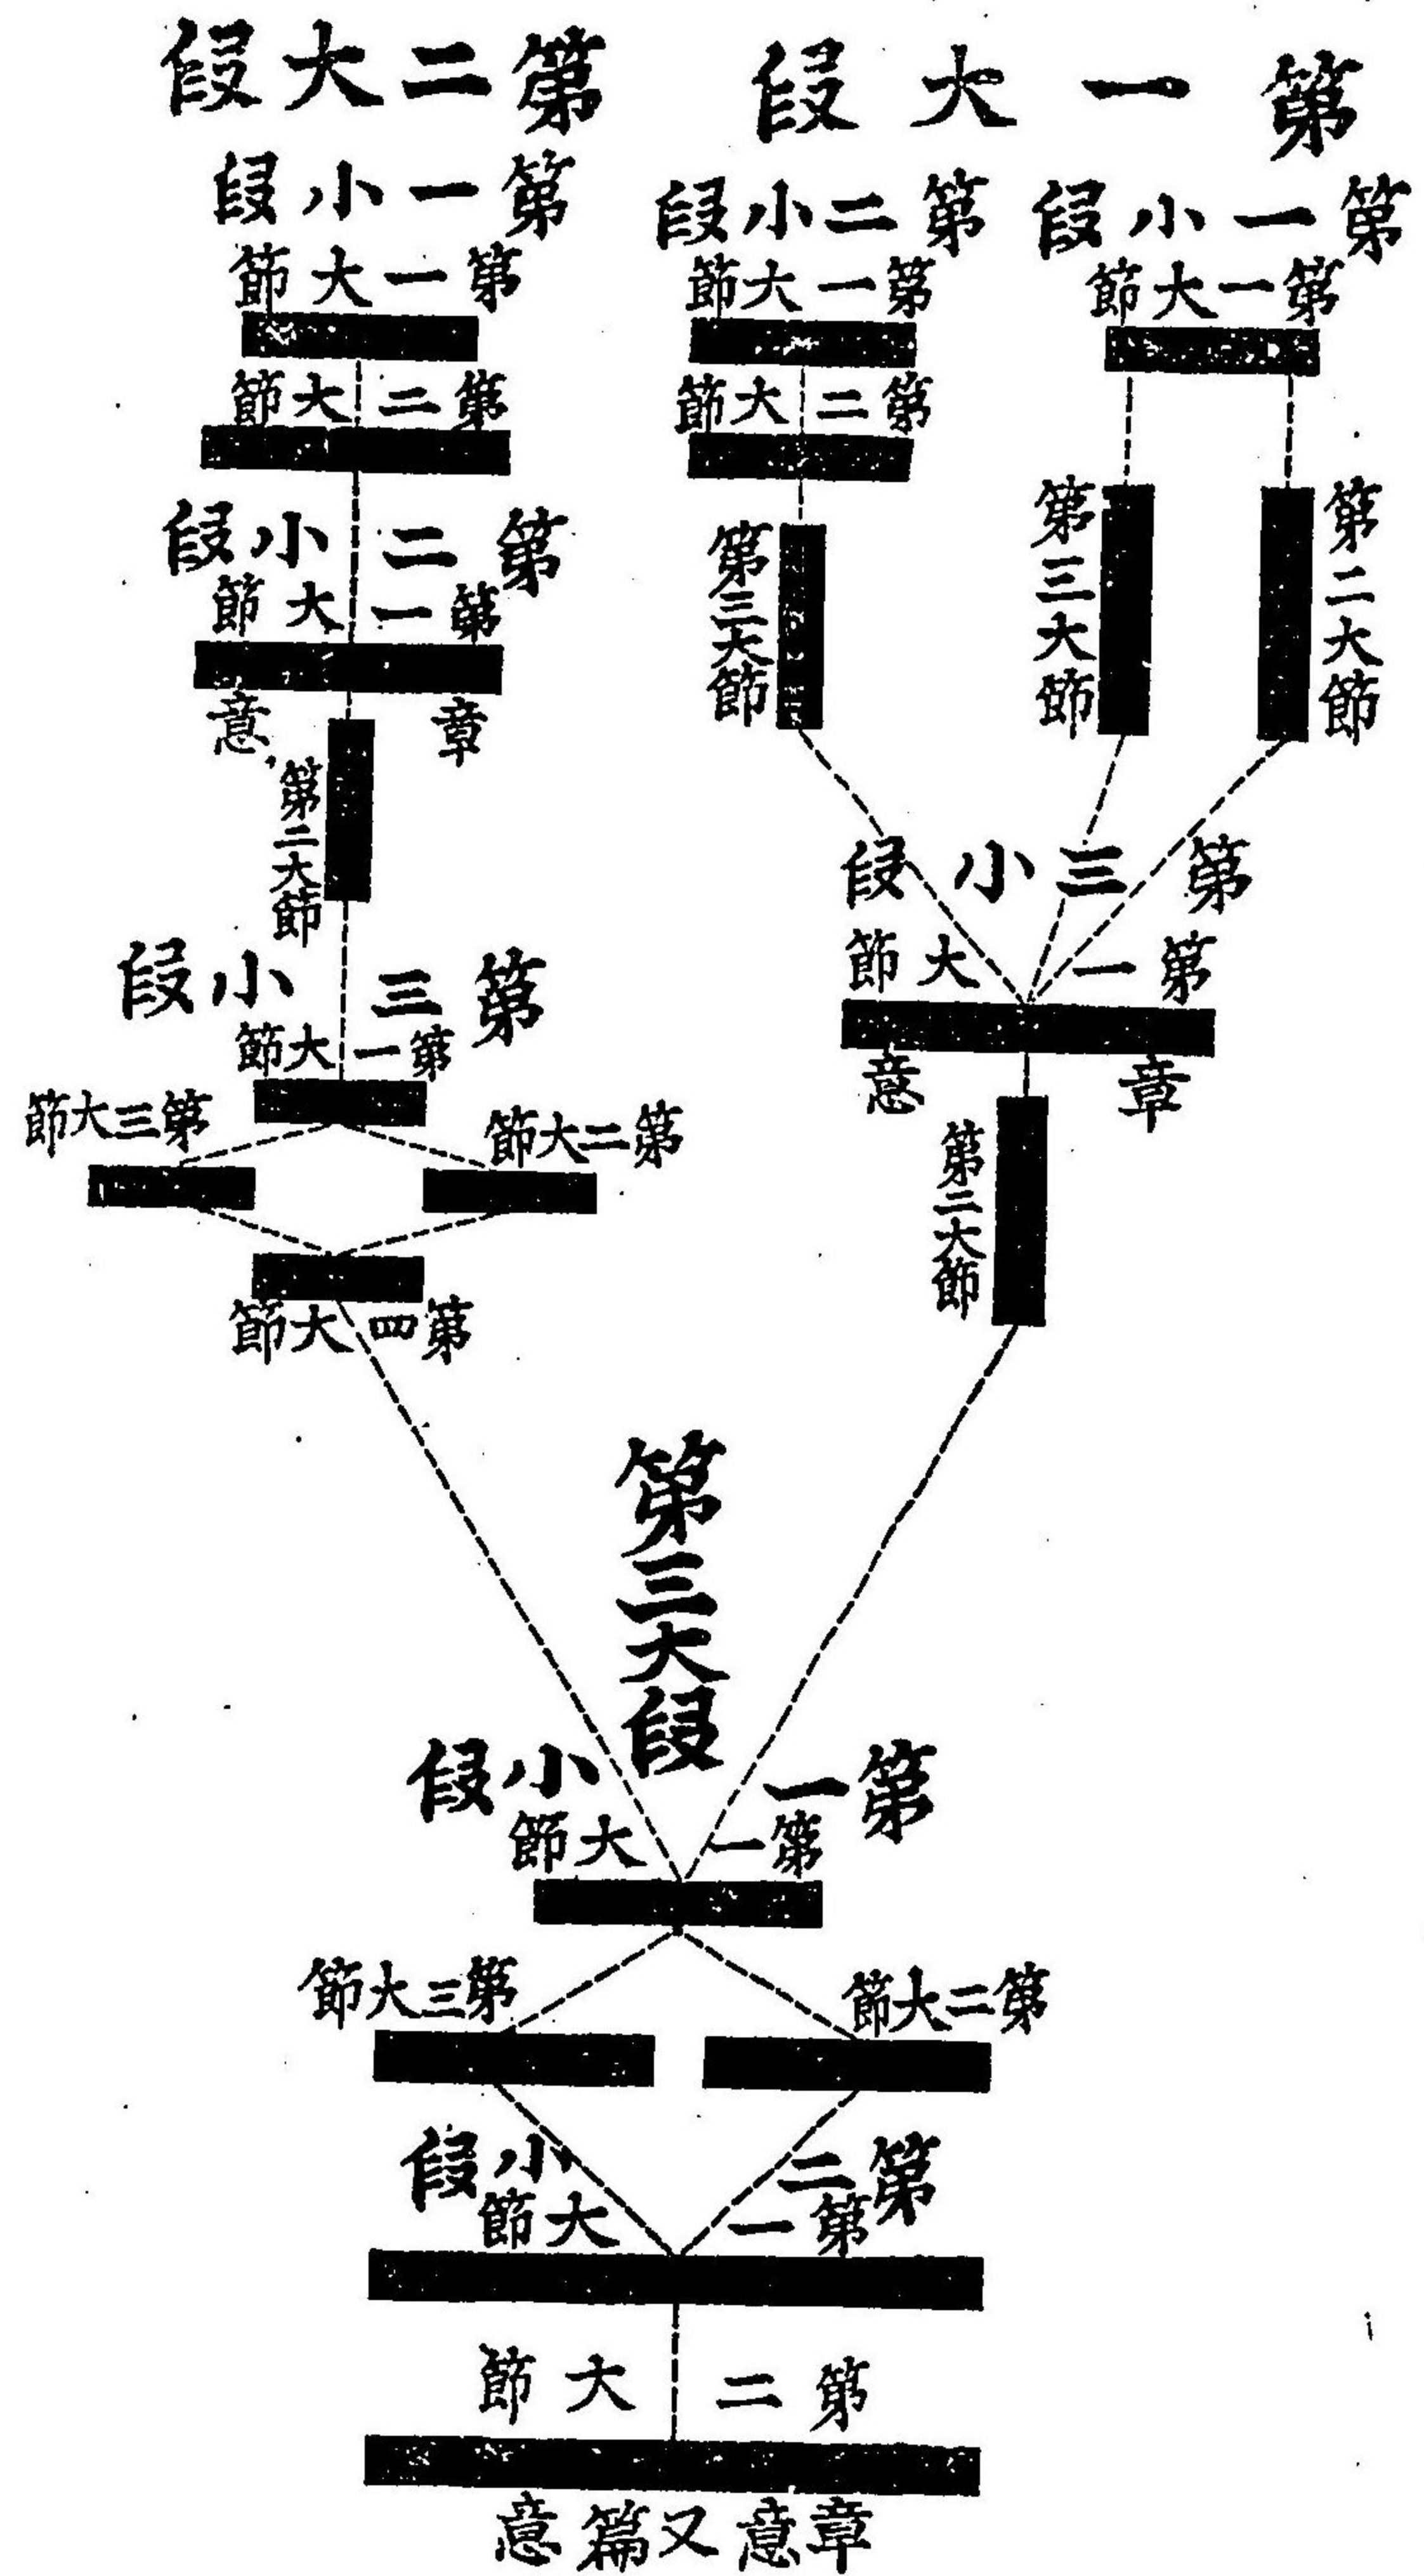 第一大段
第一小段
第一大節
第二大節
第三大節
第二小段
第一大節
第二大節
第三大節
第三小段
第一大節
章意
第二大節
第二大段
第一小段
第一大節
第二大節
第二小段
第一大節
章意
第二大節
第三小段
第一大節
第二大節
第三大節
第四大節
第三大段
第一小段
第一大節
第二大節
第三大節
第二小段
第一大節
第二大節
章意又篇意